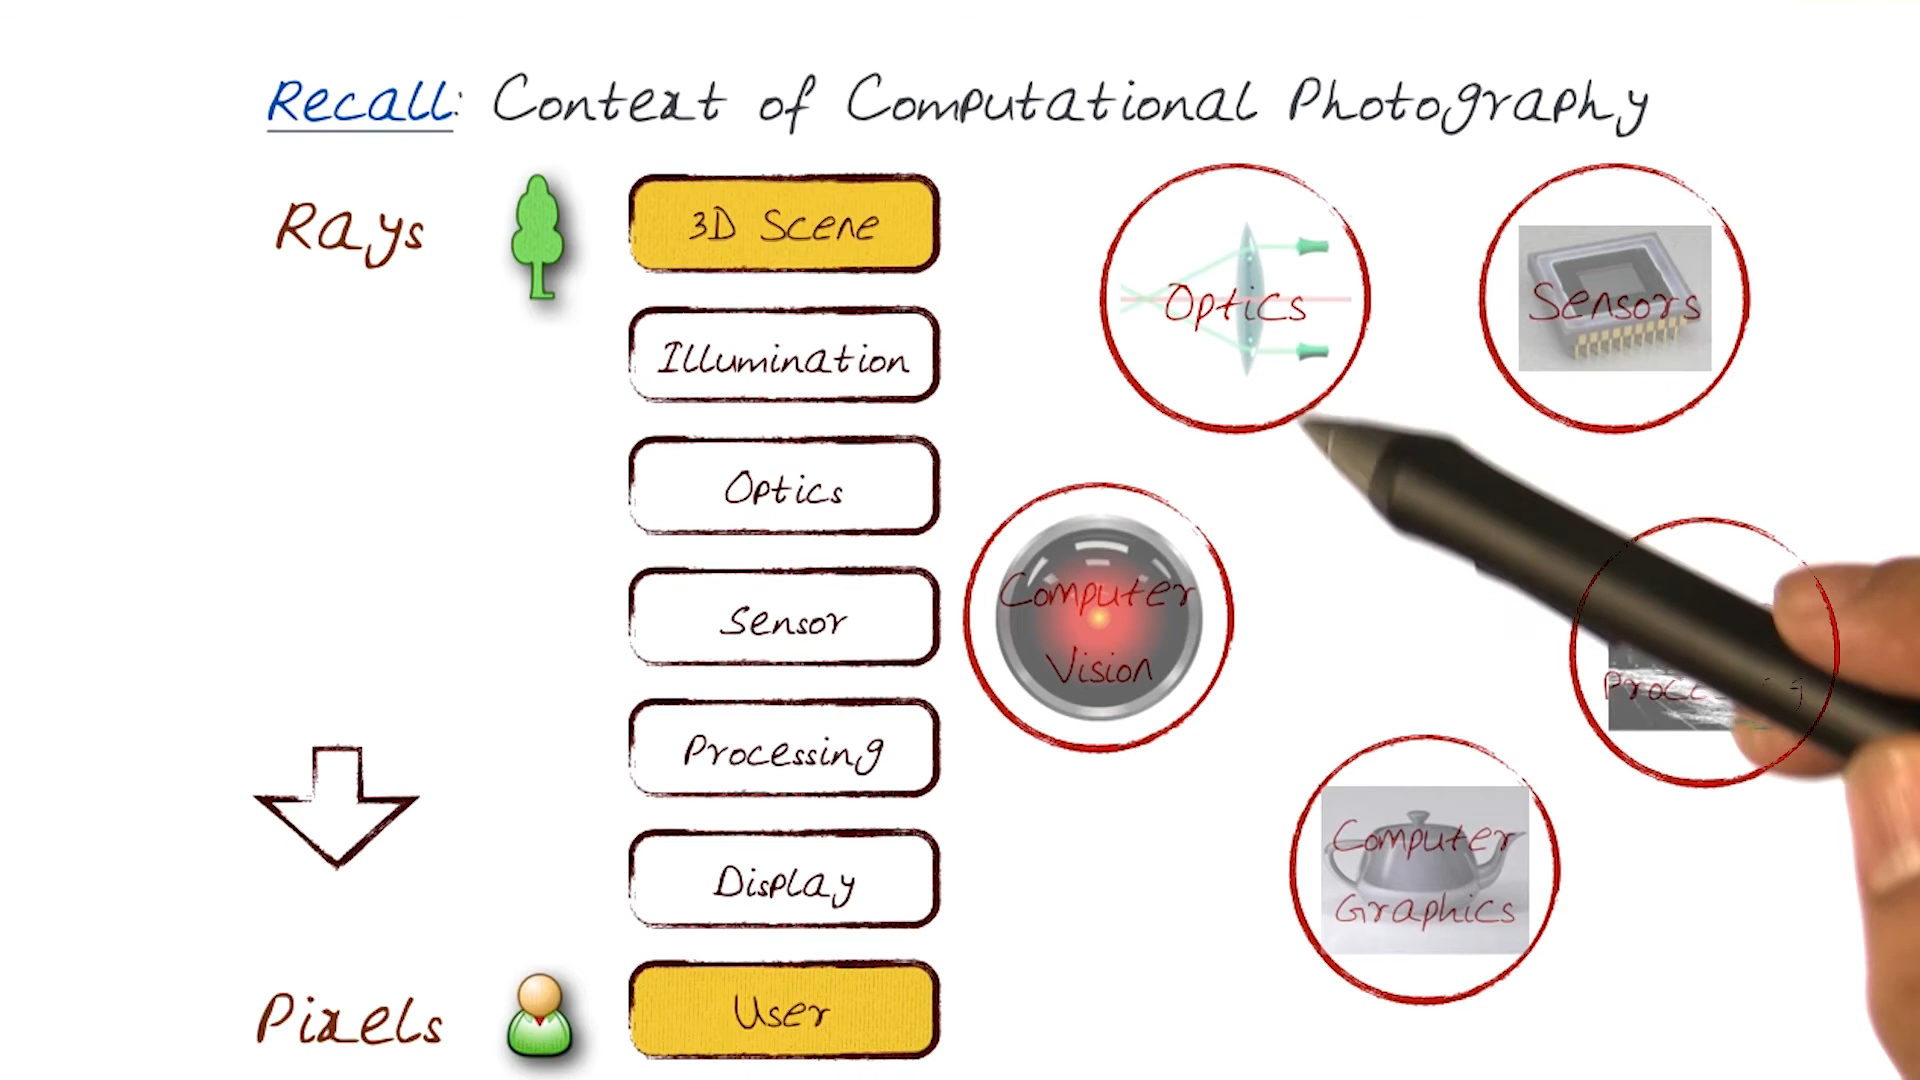 Recall: Context of Computational Photography
Rays
3D Scene
Illumination
Optics
Sensor
Processing
Display
User
Pixels
Optics
Sensors
Computer
Vision
Computer
Graphics